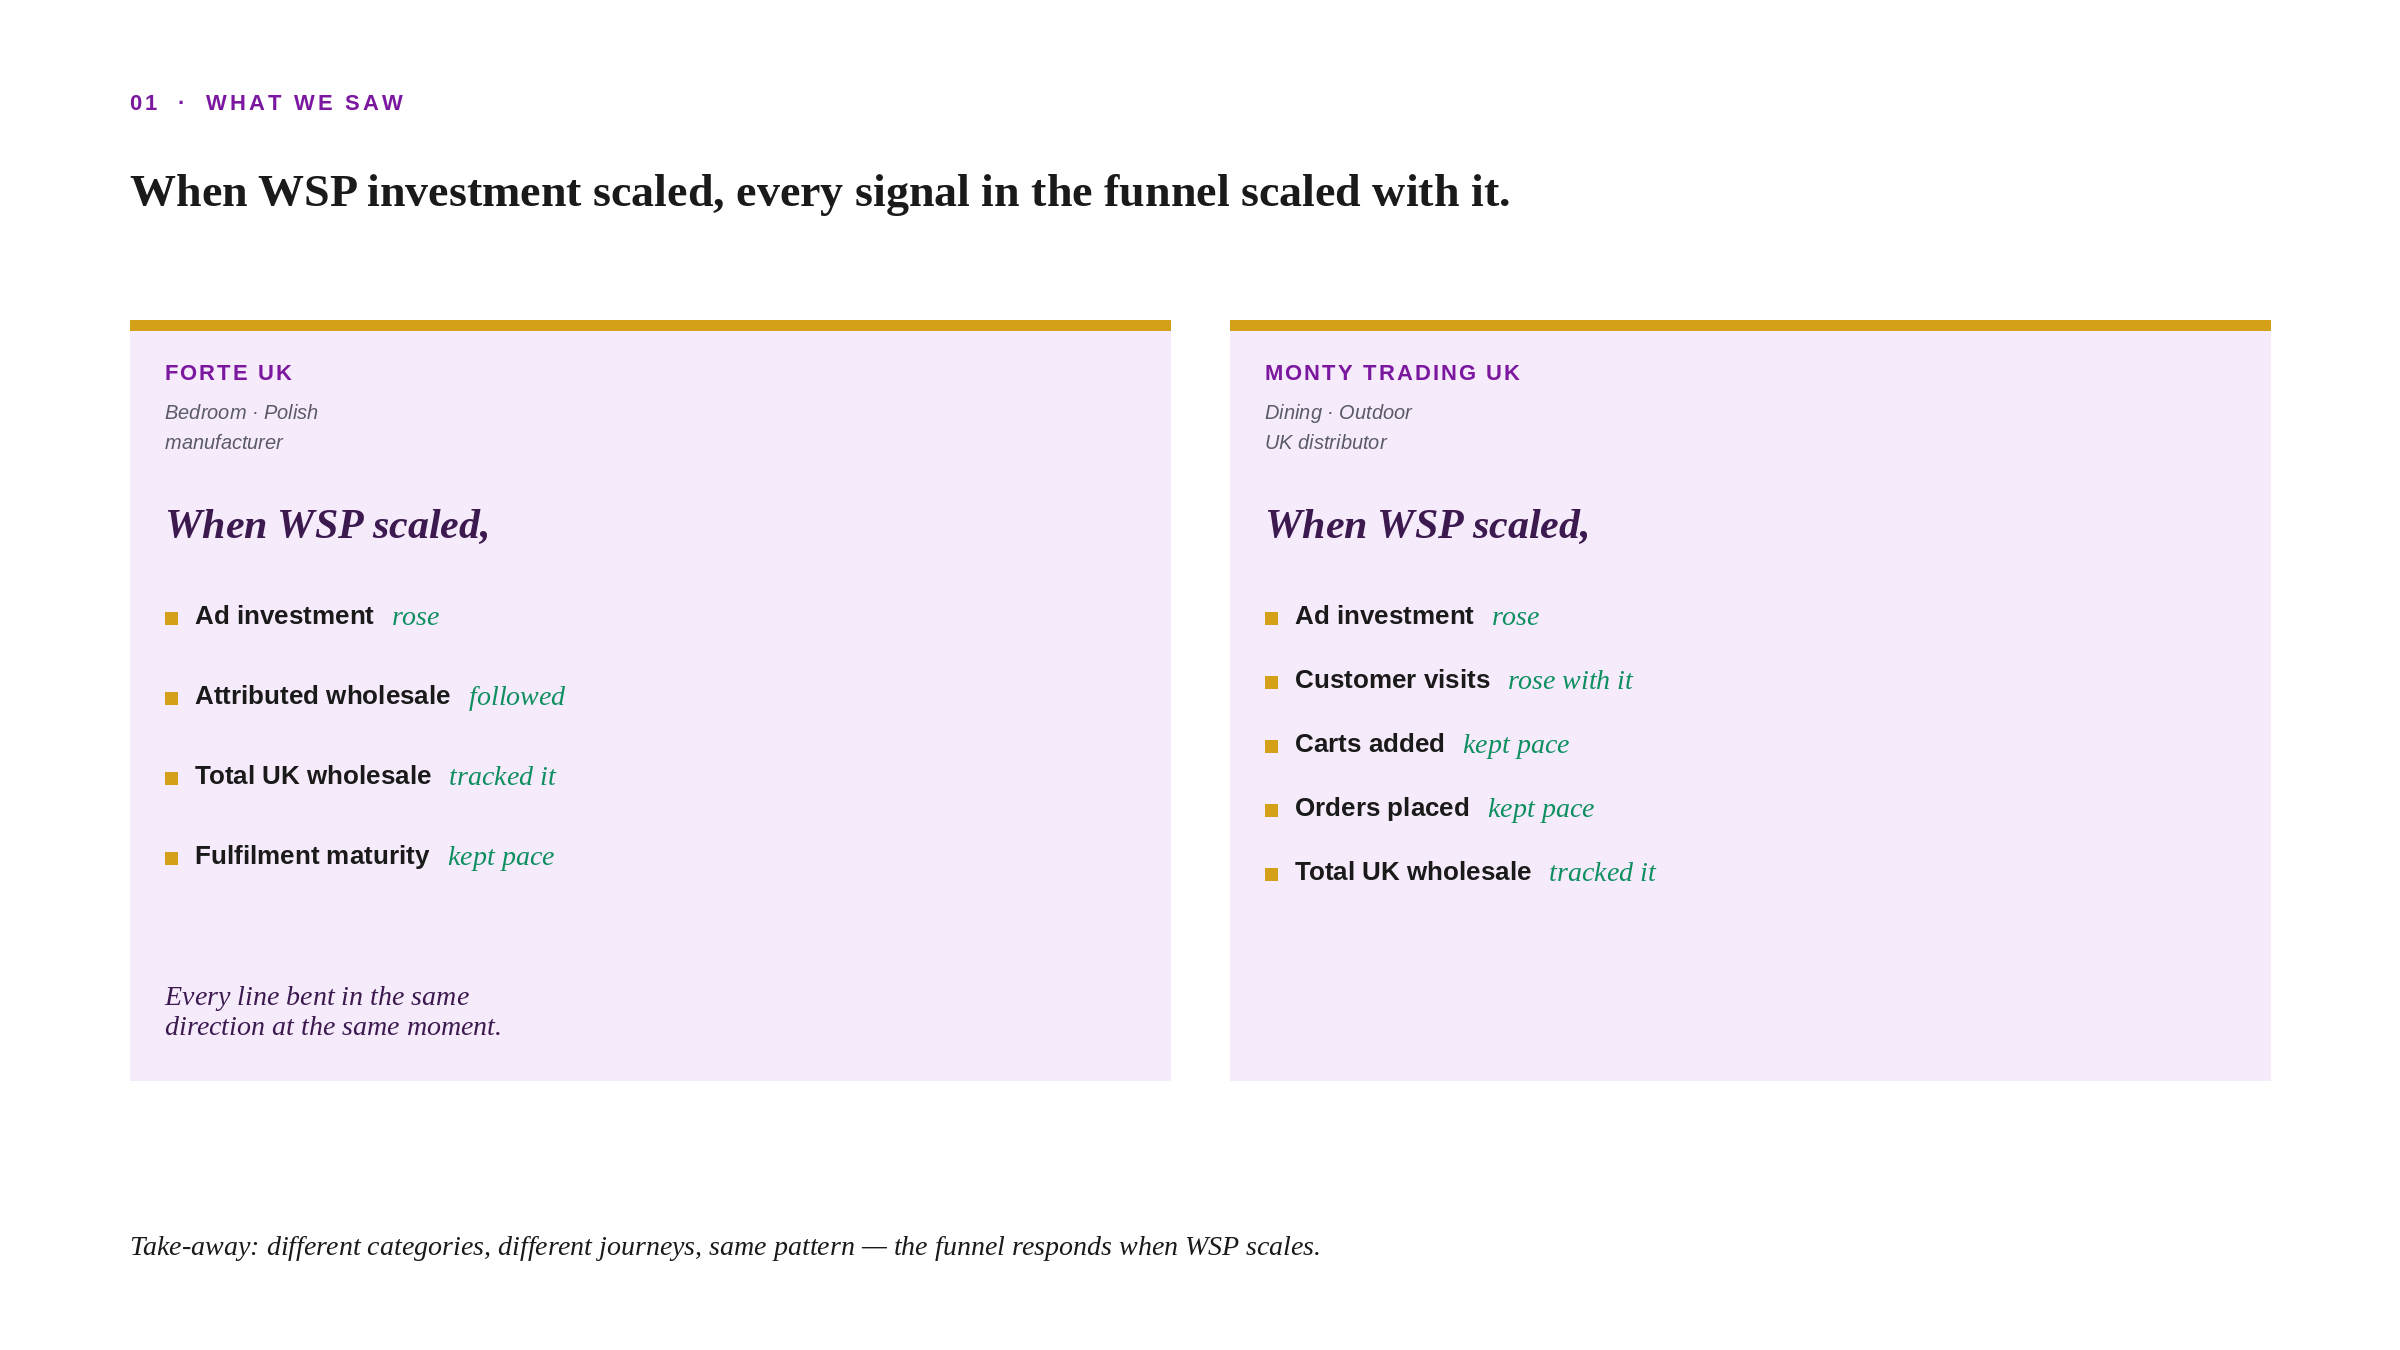 01 · WHAT WE SAW
When WSP investment scaled, every signal in the funnel scaled with it.
FORTE UK
Bedroom · Polish
manufacturer
When WSP scaled,
Ad investment rose
Attributed wholesale followed
Total UK wholesale tracked it
Fulfilment maturity kept pace
Every line bent in the same
direction at the same moment.
MONTY TRADING UK
Dining · Outdoor
UK distributor
When WSP scaled,
Ad investment rose
Customer visits rose with it
Carts added kept pace
Orders placed kept pace
Total UK wholesale tracked it
Take-away: different categories, different journeys, same pattern — the funnel responds when WSP scales.